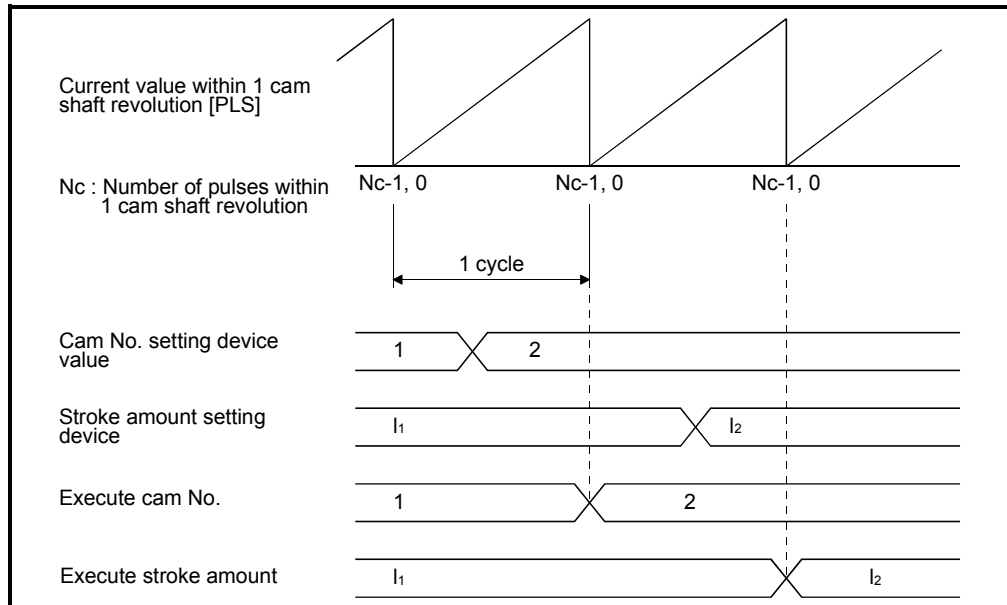 Current value within 1 cam
shaft revolution [PLS]
Nc : Number of pulses within
1 cam shaft revolution
Nc-1, 0
Nc-1, 0
Nc-1, 0
1 cycle
Cam No. setting device
value
1
2
Stroke amount setting
device
l1
l2
Execute cam No.
1
2
Execute stroke amount
l1
l2